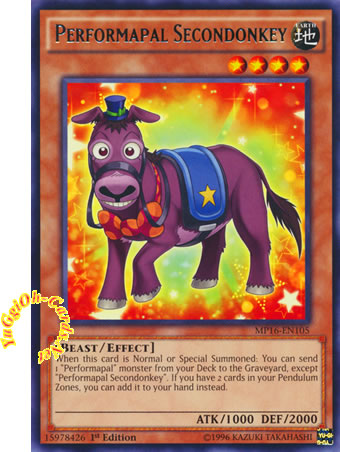 PERFORMAPAL SECONDONKEY
EARTH
地
MP16-EN105
[BEAST / EFFECT]
When this card is Normal or Special Summoned: You can send
1 "Performapal" monster from your Deck to the Graveyard, except
"Performapal Secondonkey". If you have 2 cards in your Pendulum
Zones, you can add it to your hand instead.
ATK/1000 DEF/2000
15978426 1st Edition
©1996 KAZUKI TAKAHASHI